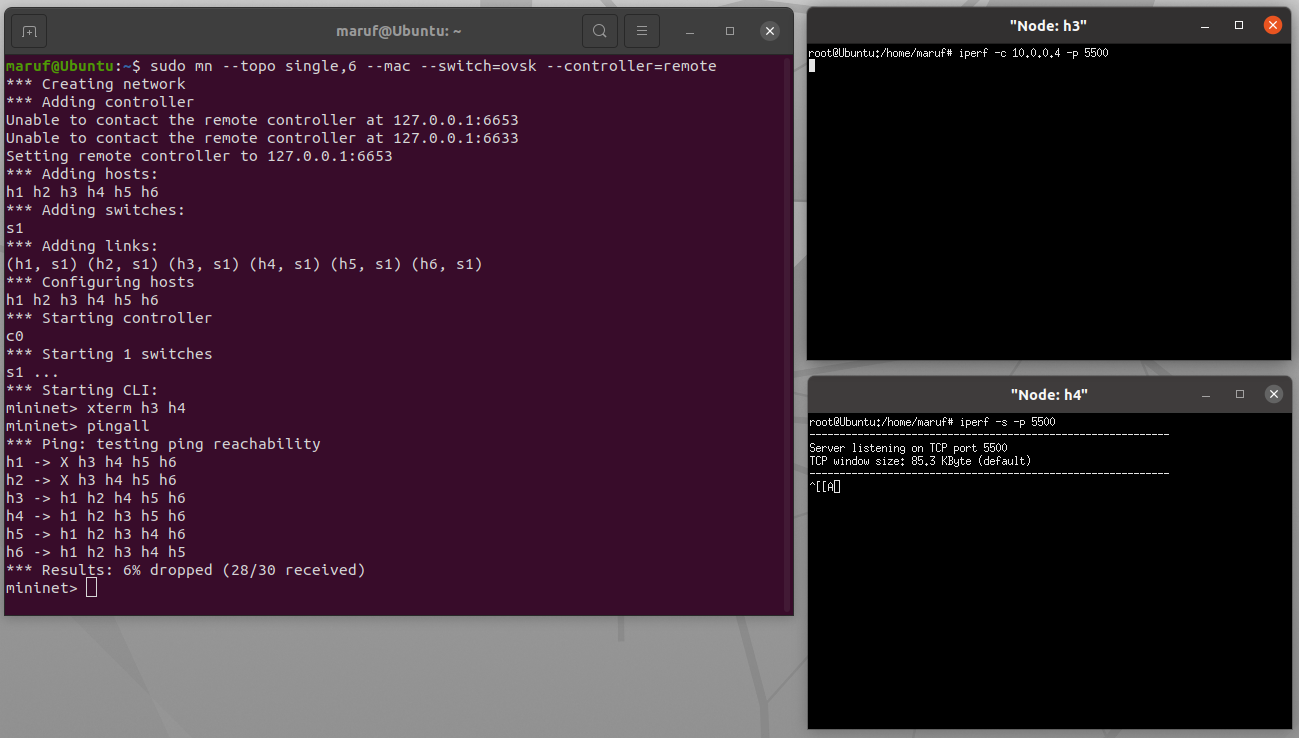 maruf@Ubuntu: ~
maruf@Ubuntu:~$ sudo mn --topo single,6 --mac --switch=ovsk --controller=remote
*** Creating network
*** Adding controller
Unable to contact the remote controller at 127.0.0.1:6653
Unable to contact the remote controller at 127.0.0.1:6633
Setting remote controller to 127.0.0.1:6653
*** Adding hosts:
h1 h2 h3 h4 h5 h6
*** Adding switches:
s1
*** Adding links:
(h1, s1) (h2, s1) (h3, s1) (h4, s1) (h5, s1) (h6, s1)
*** Configuring hosts
h1 h2 h3 h4 h5 h6
*** Starting controller
c0
*** Starting 1 switches
s1 ...
*** Starting CLI:
mininet> xterm h3 h4
mininet> pingall
*** Ping: testing ping reachability
h1 -> X h3 h4 h5 h6
h2 -> X h3 h4 h5 h6
h3 -> h1 h2 h4 h5 h6
h4 -> h1 h2 h3 h5 h6
h5 -> h1 h2 h3 h4 h6
h6 -> h1 h2 h3 h4 h5
*** Results: 6% dropped (28/30 received)
mininet>
"Node: h3"
root@Ubuntu:/home/maruf# iperf -c 10.0.0.4 -p 5500
"Node: h4"
root@Ubuntu:/home/maruf# iperf -s -p 5500
------------------------------------------------------------
Server listening on TCP port 5500
TCP window size: 85.3 KByte (default)
------------------------------------------------------------
^[[A